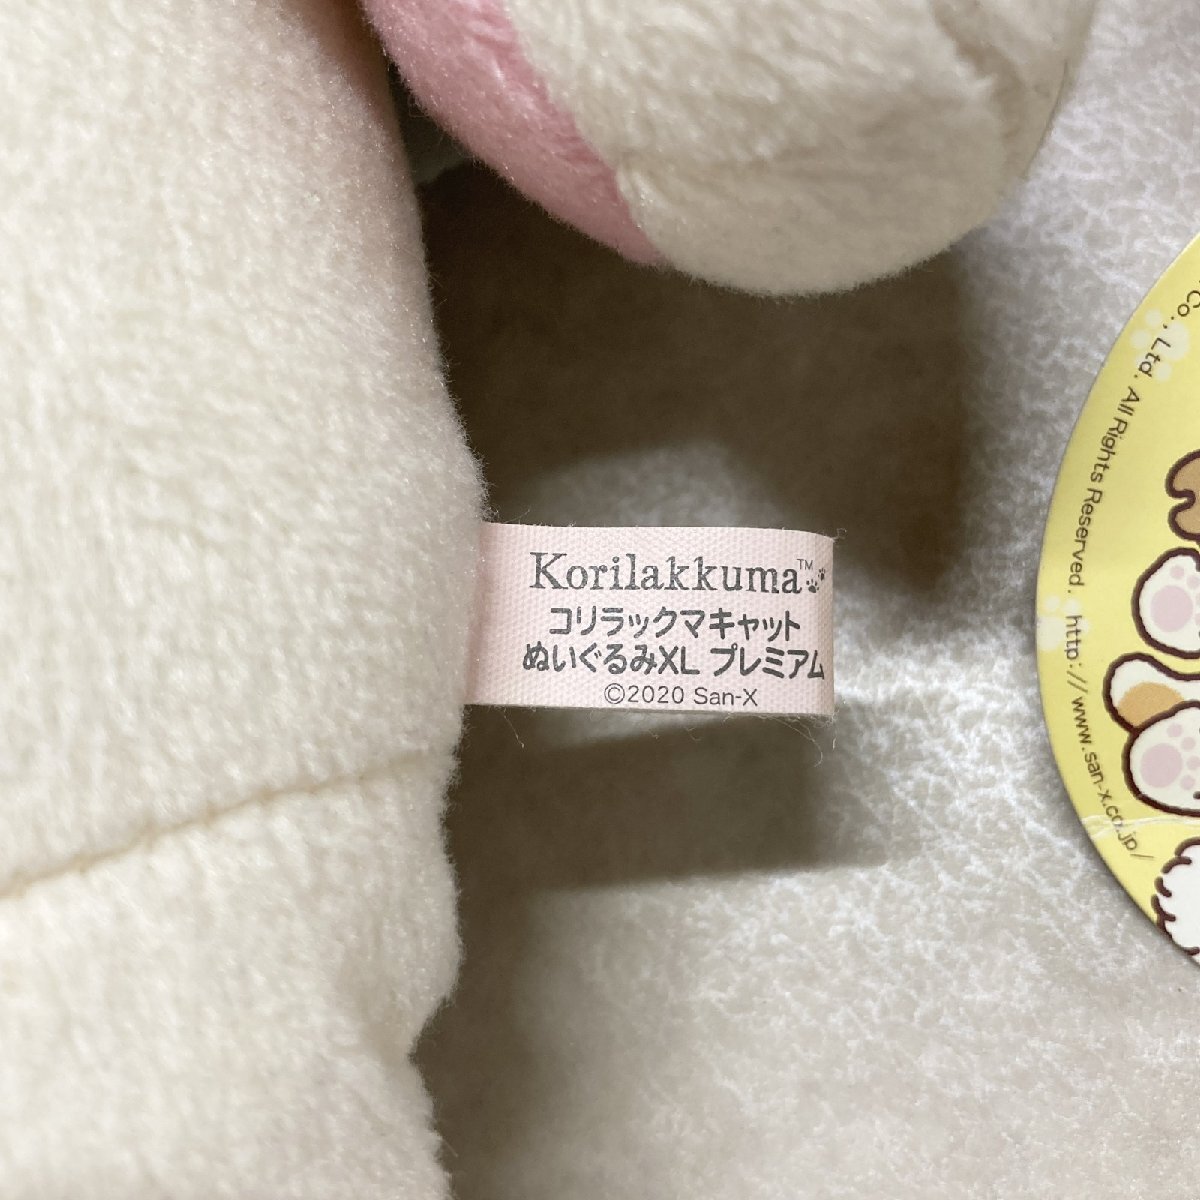 Korilakkuma™
コリラックマキャット
ぬいぐるみXL プレミアム
©2020 San-X
Co., Ltd. All Rights Reserved. http://www.san-x.co.jp/